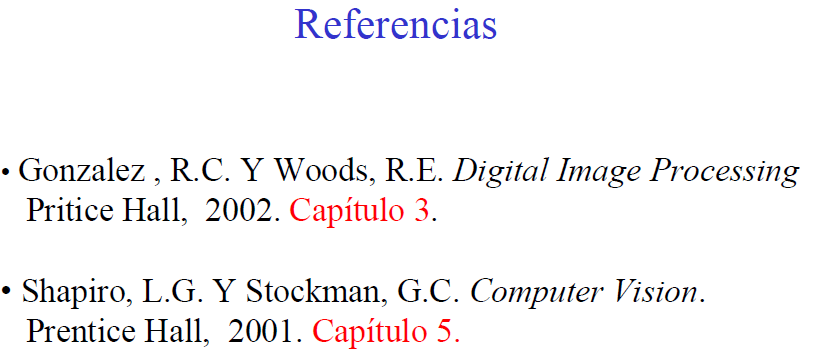 Referencias
• Gonzalez , R.C. Y Woods, R.E. Digital Image Processing
Pritice Hall, 2002. Capítulo 3.
• Shapiro, L.G. Y Stockman, G.C. Computer Vision.
Prentice Hall, 2001. Capítulo 5.